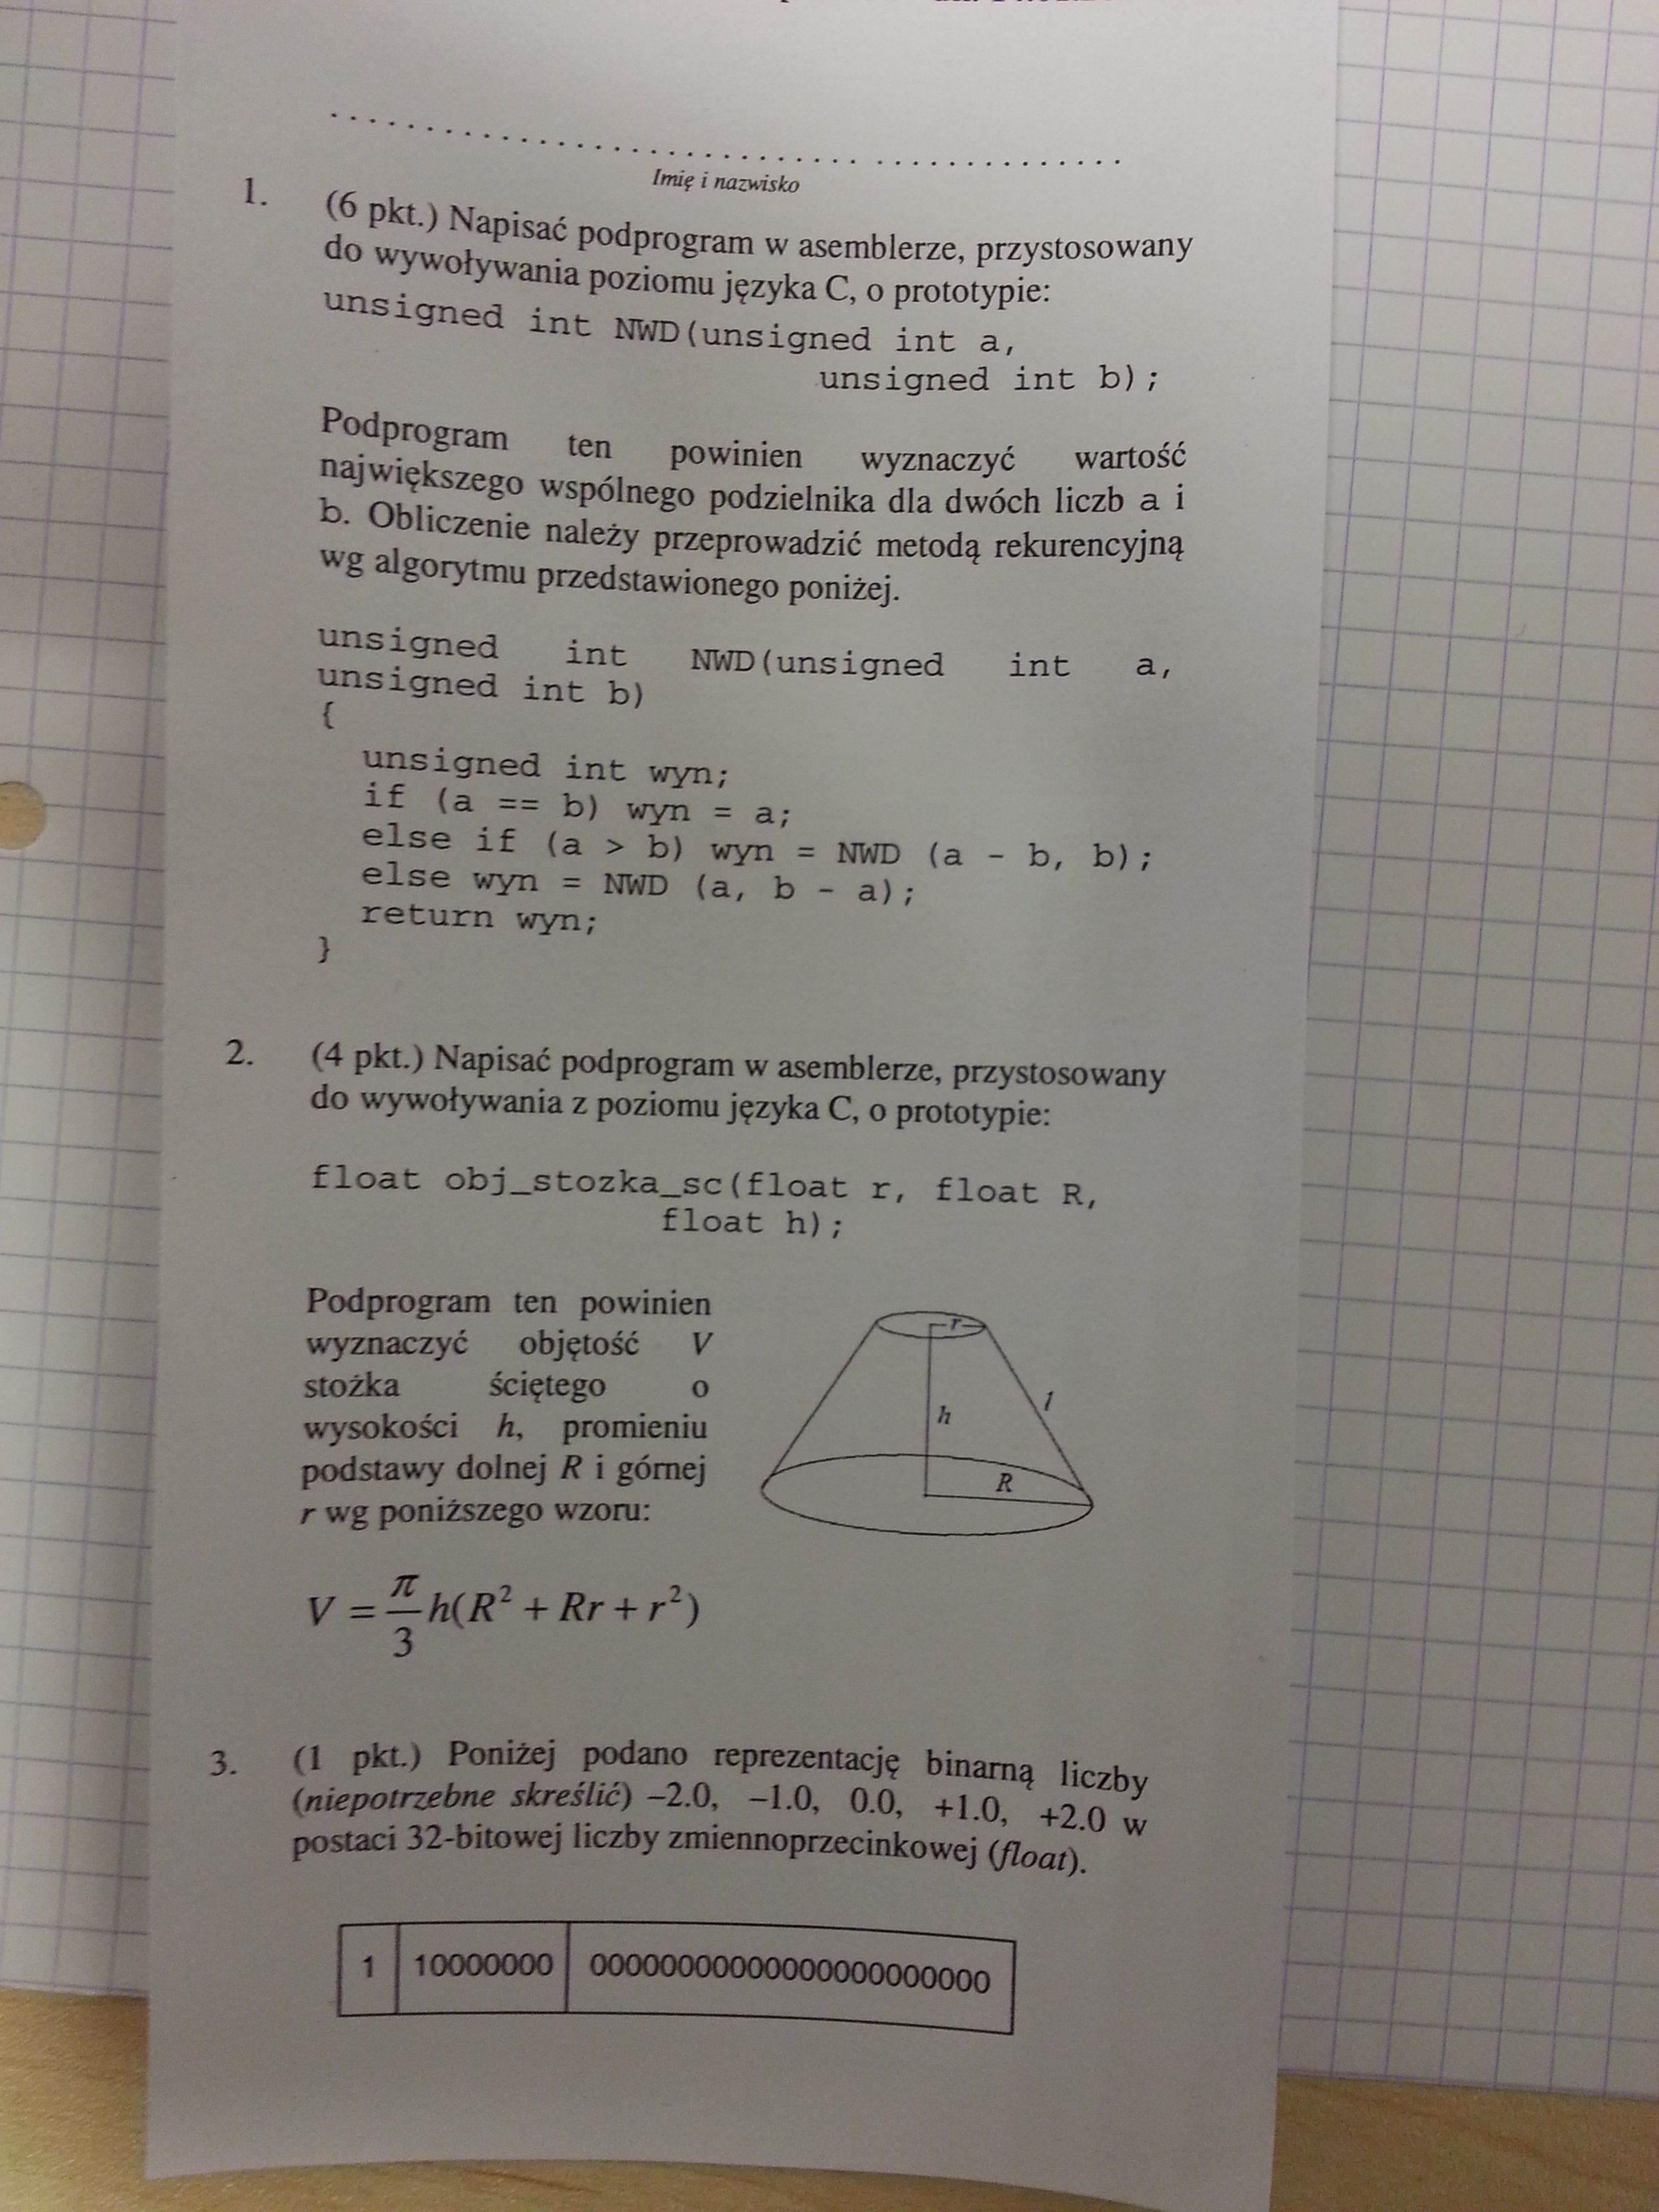 Imię i nazwisko
1. (6 pkt.) Napisać podprogram w asemblerze, przystosowany
do wywoływania poziomu języka C, o prototypie:
unsigned int NWD(unsigned int a,
unsigned int b);
Podprogram ten powinien wyznaczyć wartość
największego wspólnego podzielnika dla dwóch liczb a i
b. Obliczenie należy przeprowadzić metodą rekurencyjną
wg algorytmu przedstawionego poniżej.
unsigned int NWD(unsigned int a,
unsigned int b)
{
unsigned int wyn;
if (a == b) wyn = a;
else if (a > b) wyn = NWD (a - b, b);
else wyn = NWD (a, b - a);
return wyn;
}
2. (4 pkt.) Napisać podprogram w asemblerze, przystosowany
do wywoływania z poziomu języka C, o prototypie:
float obj_stozka_sc(float r, float R,
float h);
Podprogram ten powinien
wyznaczyć objętość V
stożka ściętego o
wysokości h, promieniu
podstawy dolnej R i górnej
r wg poniższego wzoru:
r
h
l
R
V = π/3 h(R² + Rr + r²)
3. (1 pkt.) Poniżej podano reprezentację binarną liczby
(niepotrzebne skreślić) –2.0, –1.0, 0.0, +1.0, +2.0 w
postaci 32-bitowej liczby zmiennoprzecinkowej (float).
1 10000000 00000000000000000000000